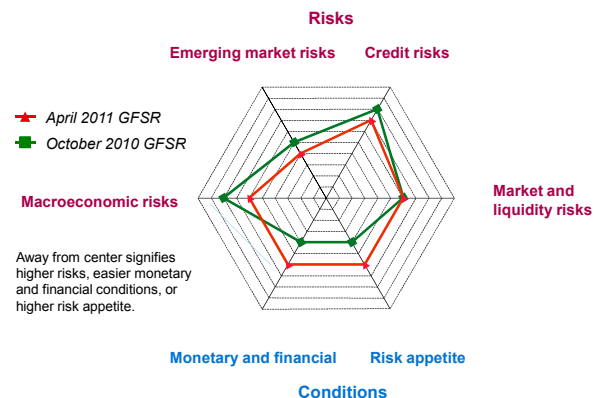 Risks
Emerging market risks
Credit risks
April 2011 GFSR
October 2010 GFSR
Macroeconomic risks
Market and
liquidity risks
Away from center signifies
higher risks, easier monetary
and financial conditions, or
higher risk appetite.
Monetary and financial
Risk appetite
Conditions